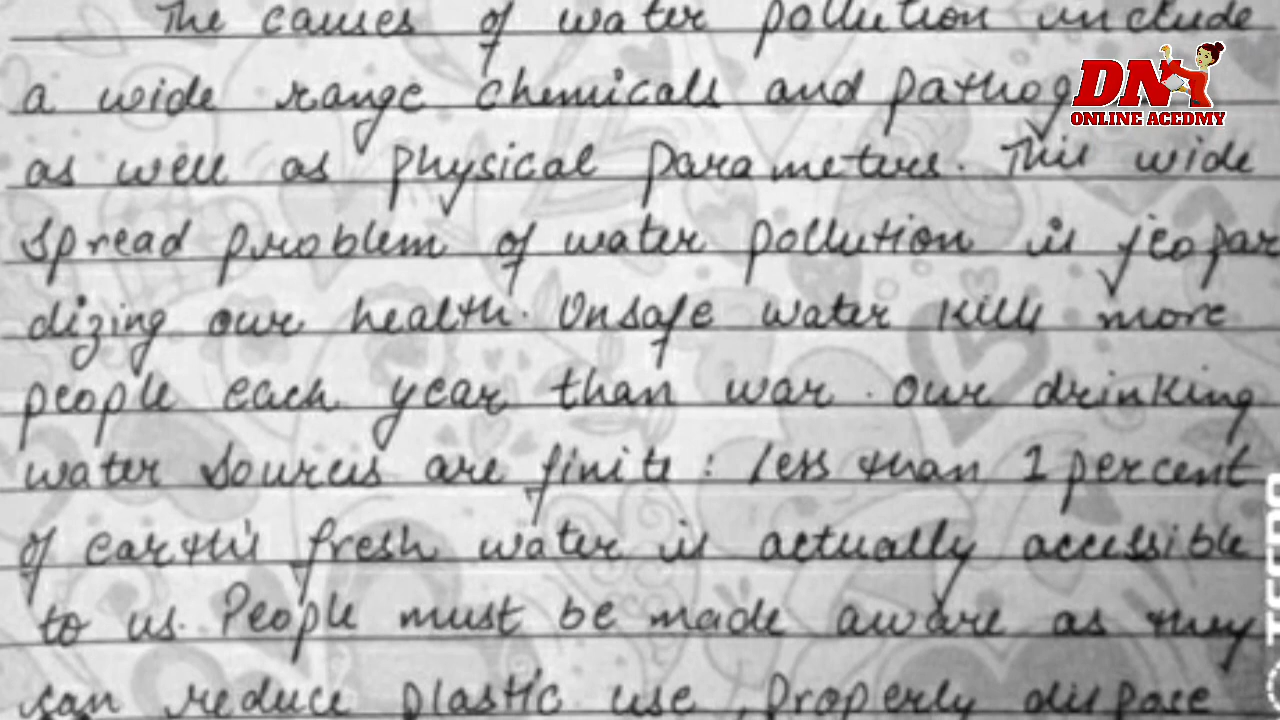 The causes of water pollution include
a wide range chemicals and pathog
as well as physical parameters. This wide
spread problem of water pollution is jeopar
dizing our health. Unsafe water kills more
people each year than war. Our drinking
water sources are finite : less than 1 percent
of earth's fresh water is actually accessible
to us. People must be made aware as they
can reduce plastic use, properly dispose
DN
ONLINE ACEDMY